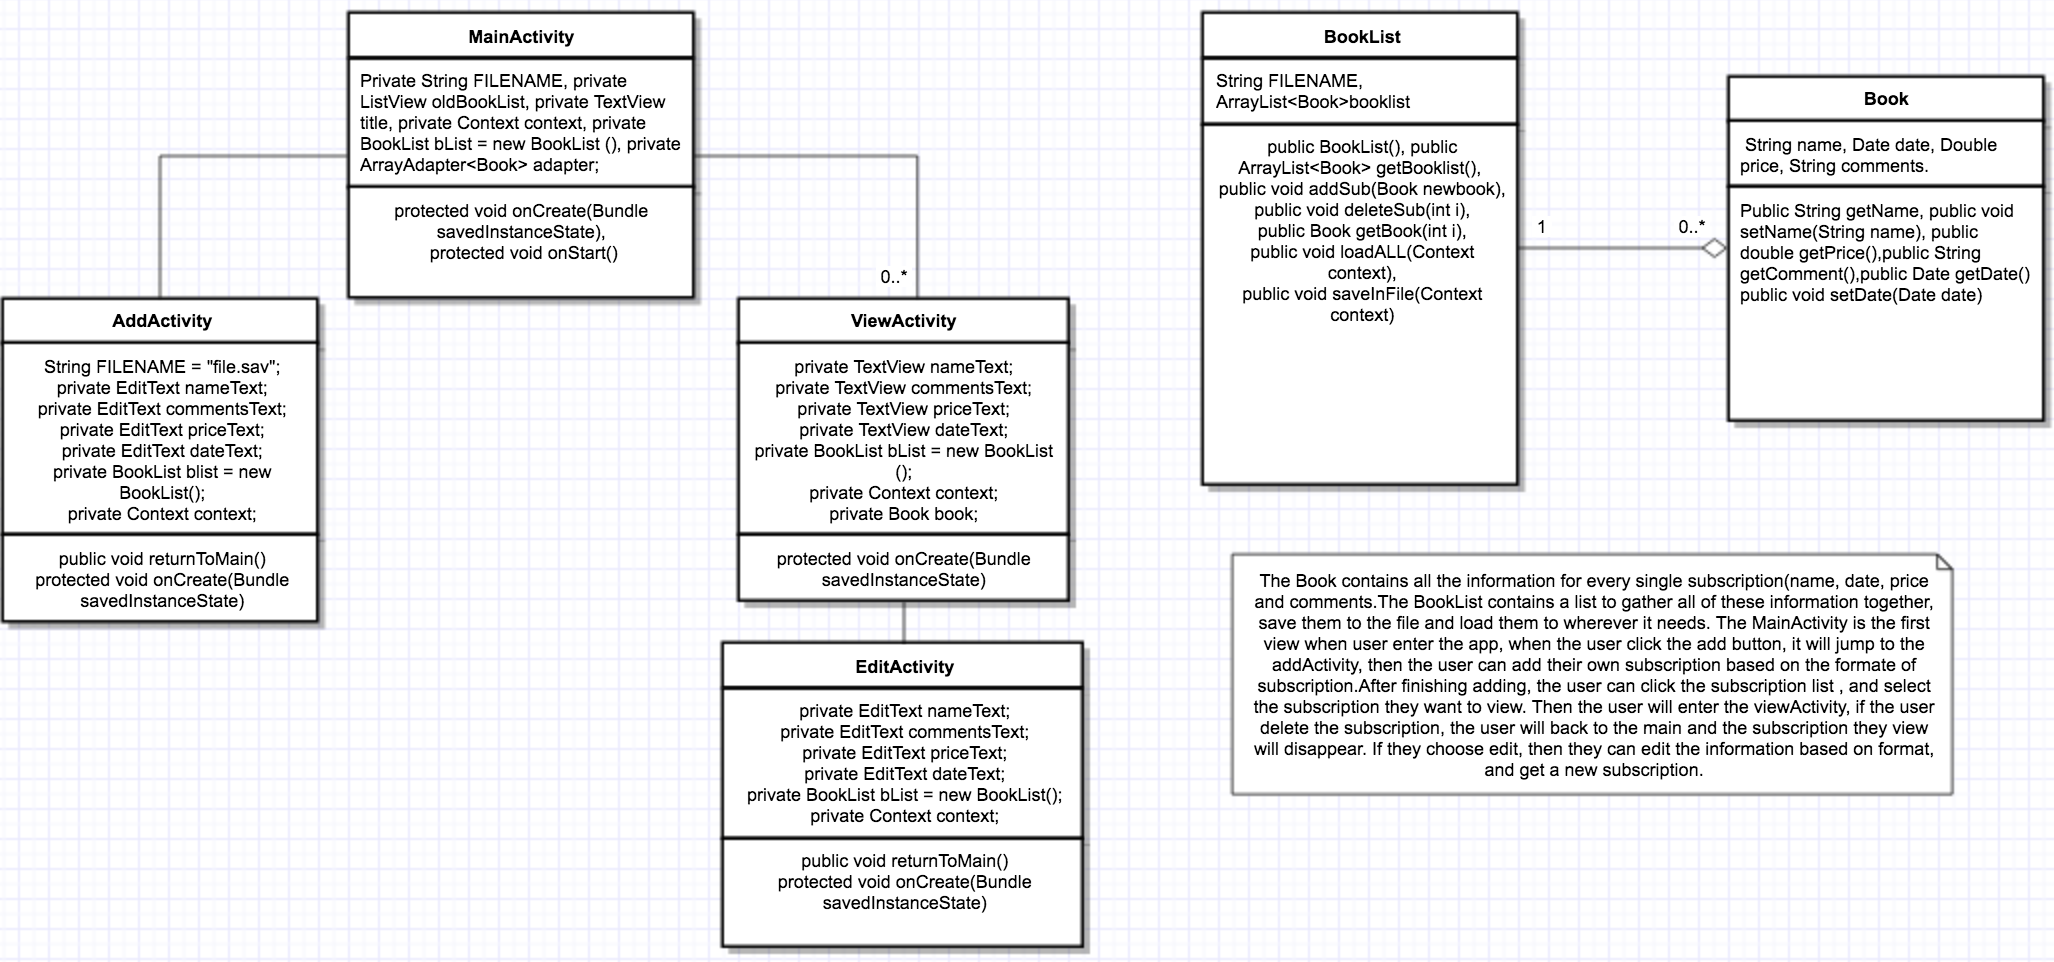 MainActivity
Private String FILENAME, private
ListView oldBookList, private TextView
title, private Context context, private
BookList bList = new BookList (), private
ArrayAdapter<Book> adapter;
protected void onCreate(Bundle
savedInstanceState),
protected void onStart()
AddActivity
String FILENAME = "file.sav";
private EditText nameText;
private EditText commentsText;
private EditText priceText;
private EditText dateText;
private BookList blist = new
BookList();
private Context context;
public void returnToMain()
protected void onCreate(Bundle
savedInstanceState)
0..*
ViewActivity
private TextView nameText;
private TextView commentsText;
private TextView priceText;
private TextView dateText;
private BookList bList = new BookList
();
private Context context;
private Book book;
protected void onCreate(Bundle
savedInstanceState)
EditActivity
private EditText nameText;
private EditText commentsText;
private EditText priceText;
private EditText dateText;
private BookList bList = new BookList();
private Context context;
public void returnToMain()
protected void onCreate(Bundle
savedInstanceState)
BookList
String FILENAME,
ArrayList<Book>booklist
public BookList(), public
ArrayList<Book> getBooklist(),
public void addSub(Book newbook),
public void deleteSub(int i),
public Book getBook(int i),
public void loadALL(Context
context),
public void saveInFile(Context
context)
1
0..*
Book
String name, Date date, Double
price, String comments.
Public String getName, public void
setName(String name), public
double getPrice(),public String
getComment(),public Date getDate()
public void setDate(Date date)
The Book contains all the information for every single subscription(name, date, price
and comments.The BookList contains a list to gather all of these information together,
save them to the file and load them to wherever it needs. The MainActivity is the first
view when user enter the app, when the user click the add button, it will jump to the
addActivity, then the user can add their own subscription based on the formate of
subscription.After finishing adding, the user can click the subscription list , and select
the subscription they want to view. Then the user will enter the viewActivity, if the user
delete the subscription, the user will back to the main and the subscription they view
will disappear. If they choose edit, then they can edit the information based on format,
and get a new subscription.